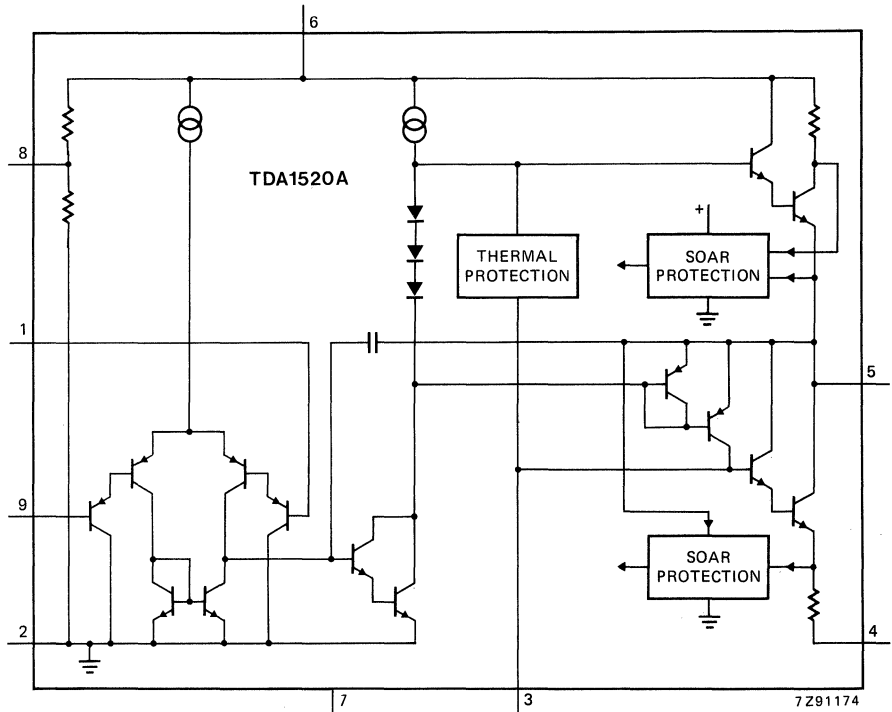 6
8
TDA1520A
+
THERMAL
PROTECTION
SOAR
PROTECTION
1
5
9
SOAR
PROTECTION
2
4
7
3
7Z91174